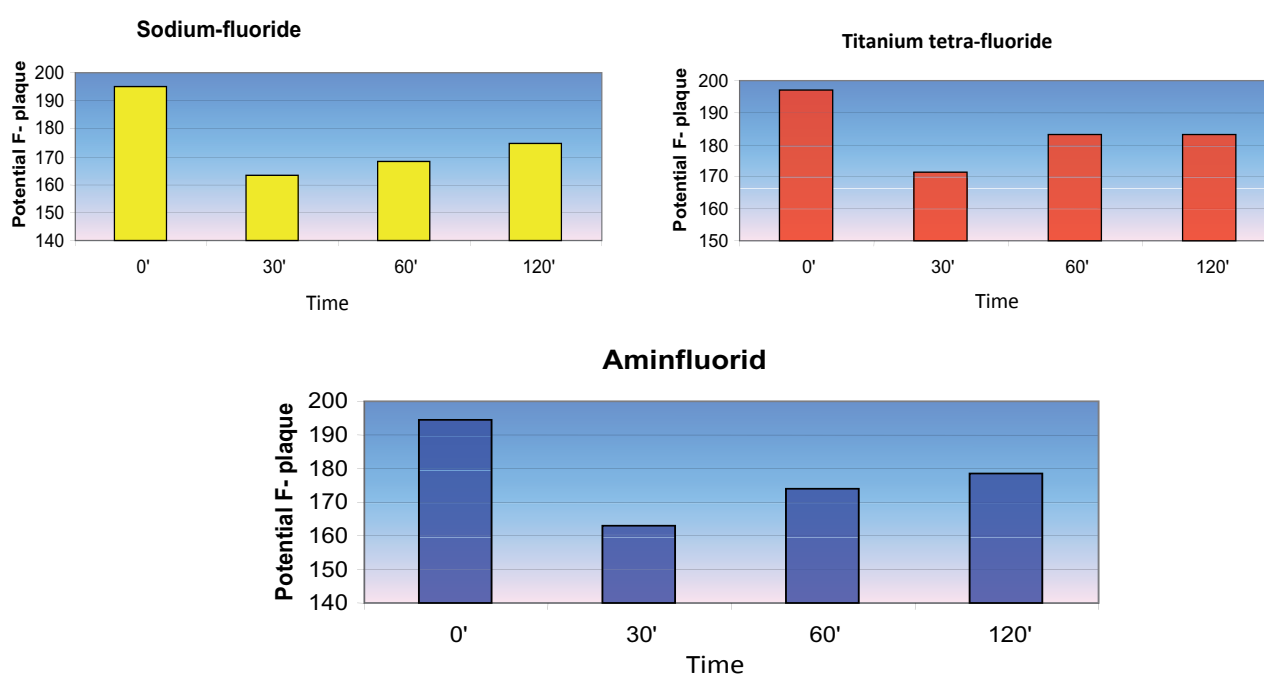 Sodium-fluoride
Potential F- plaque
200
190
180
170
160
150
140
0' 30' 60' 120'
Time
Titanium tetra-fluoride
Potential F- plaque
200
190
180
170
160
150
0' 30' 60' 120'
Time
Aminfluorid
Potential F- plaque
200
190
180
170
160
150
140
0' 30' 60' 120'
Time